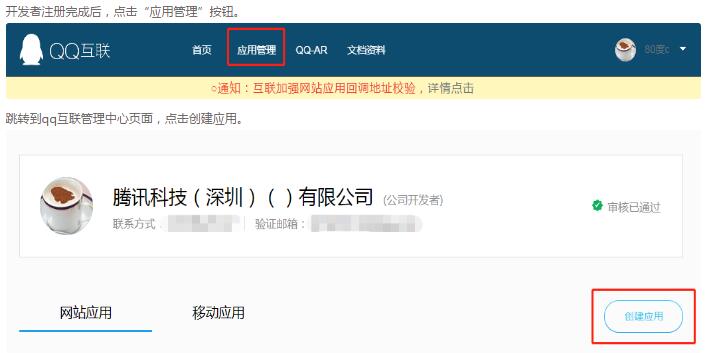 开发者注册完成后，点击“应用管理”按钮。
QQ互联 首页 应用管理 QQ-AR 文档资料 80度c
○通知：互联加强网站应用回调地址校验，详情点击
跳转到qq互联管理中心页面，点击创建应用。
腾讯科技（深圳）（ ）有限公司 (公司开发者)
联系方式： 验证邮箱：
审核已通过
网站应用 移动应用 创建应用